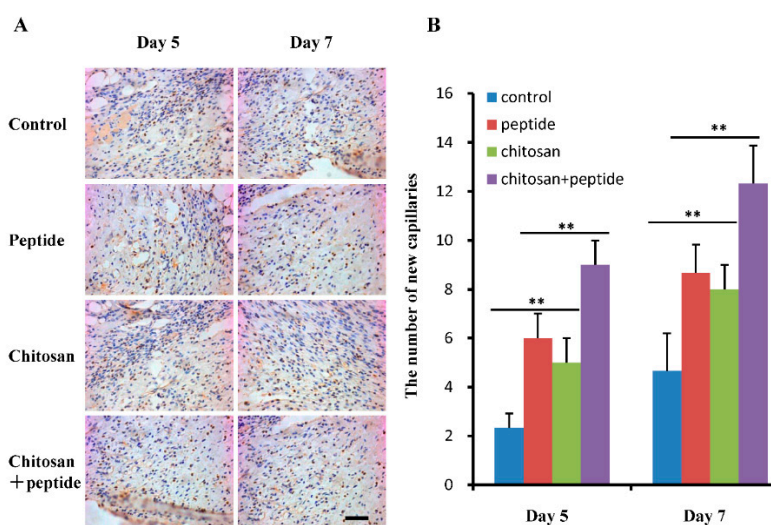 A
Day 5 Day 7
Control
Peptide
Chitosan
Chitosan
+peptide
B
The number of new capillaries
16
14
12
10
8
6
4
2
0
control
peptide
chitosan
chitosan+peptide
**
**
**
**
Day 5 Day 7